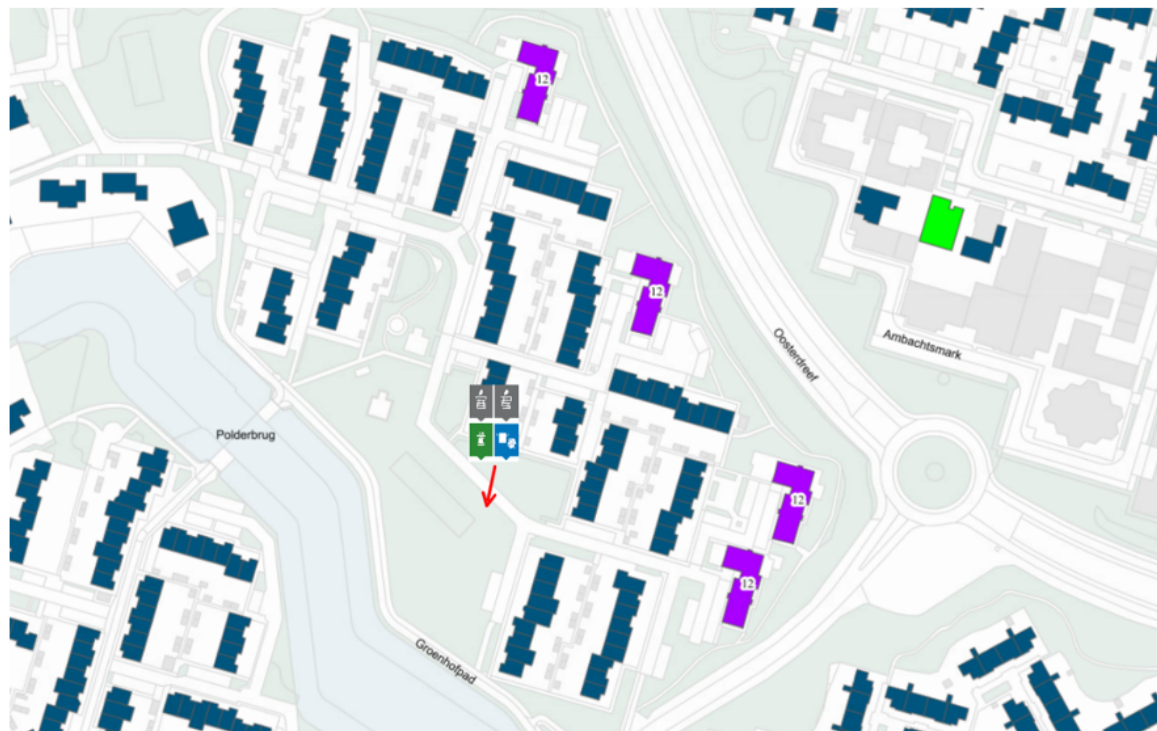 12
12
Oosterdreef
Ambachtsmark
Polderbrug
12
12
Groenhofpad